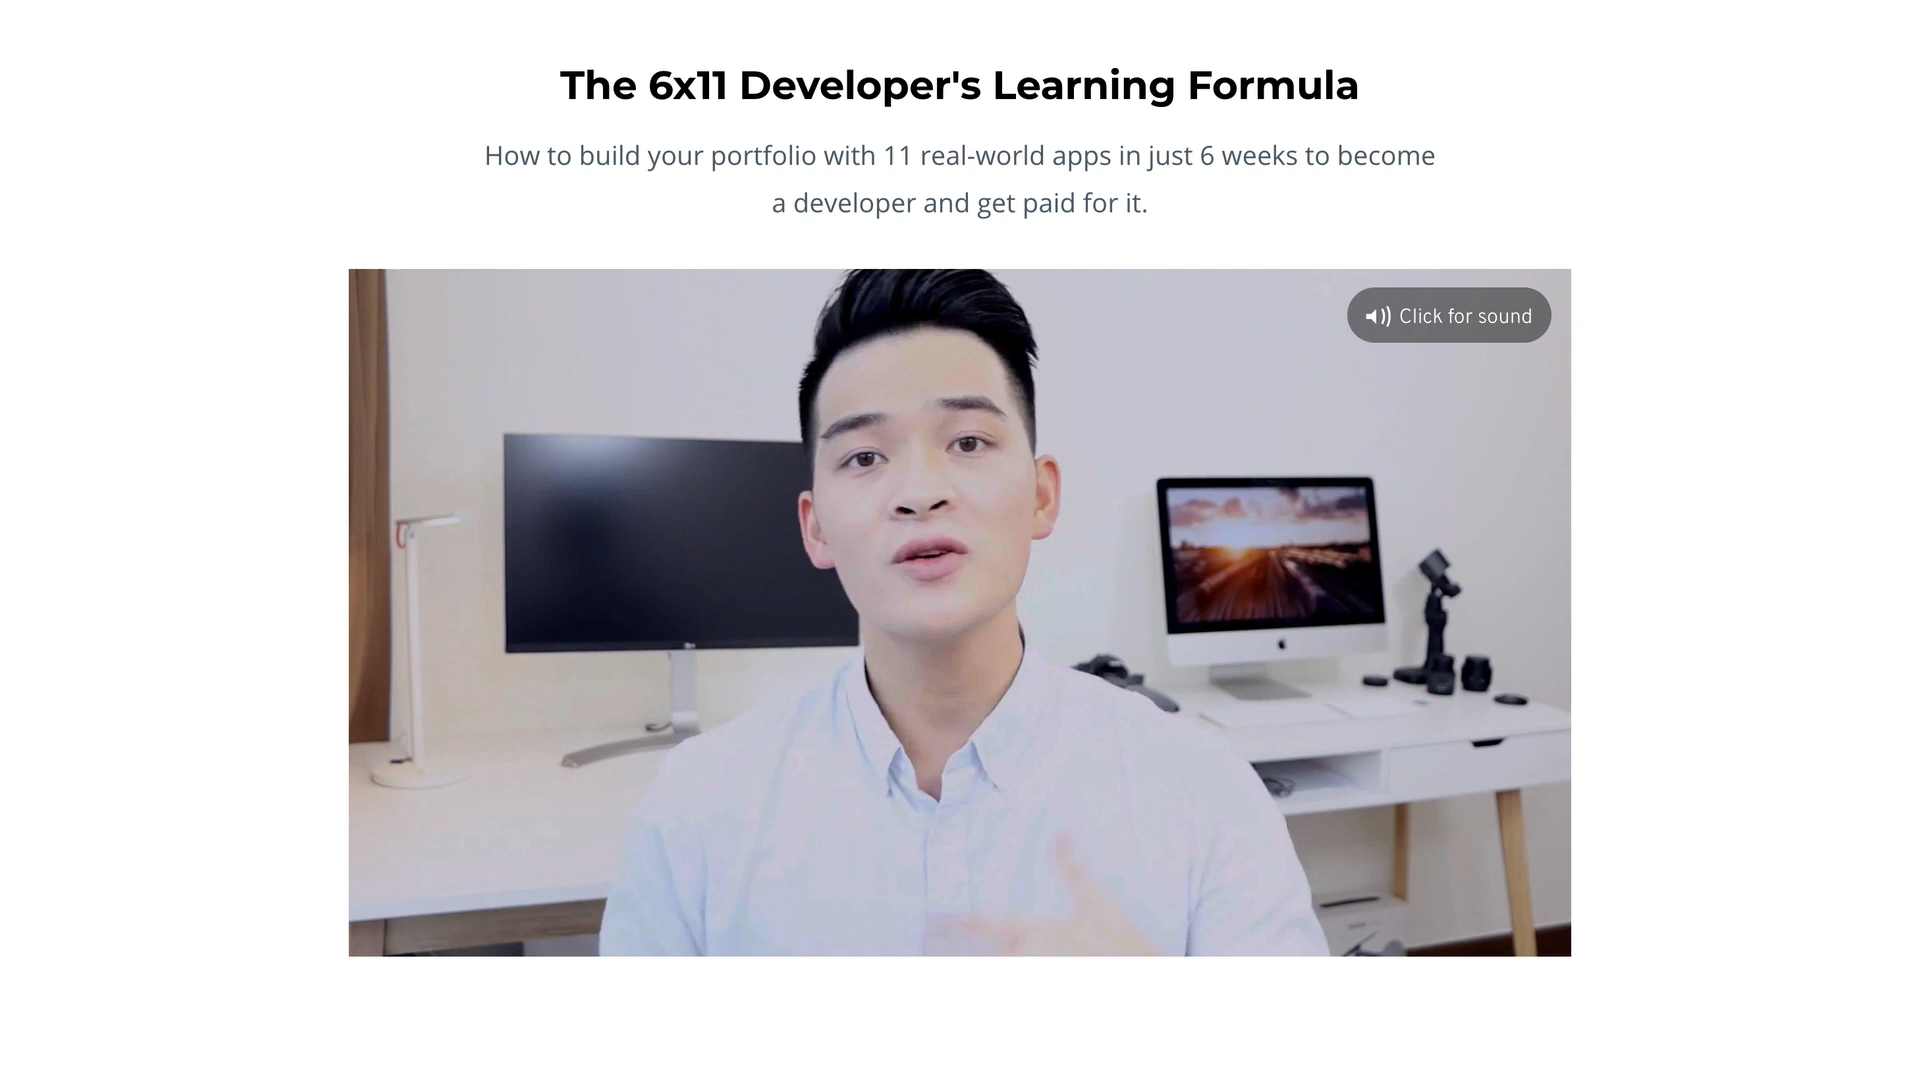 The 6x11 Developer's Learning Formula
How to build your portfolio with 11 real-world apps in just 6 weeks to become
a developer and get paid for it.
Click for sound